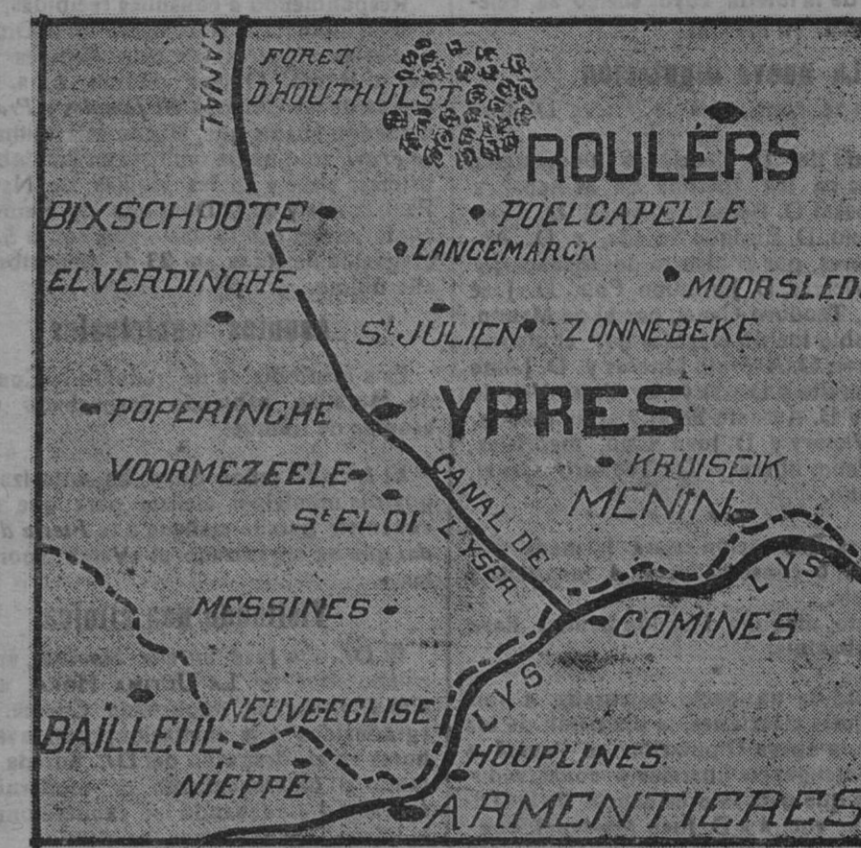 CANAL
FORET
D'HOUTHULST
ROULERS
BIXSCHOOTE
POELCAPELLE
LANGEMARCK
ELVERDINGHE
MOORSLED
St JULIEN
ZONNEBEKE
POPERINGHE
YPRES
VOORMEZEELE
KRUISEIK
CANAL DE
L'YSER
St ELOI
MENIN
LYS
MESSINES
COMINES
LYS
NEUVEEGLISE
BAILLEUL
HOUPLINES.
NIEPPE
ARMENTIERES